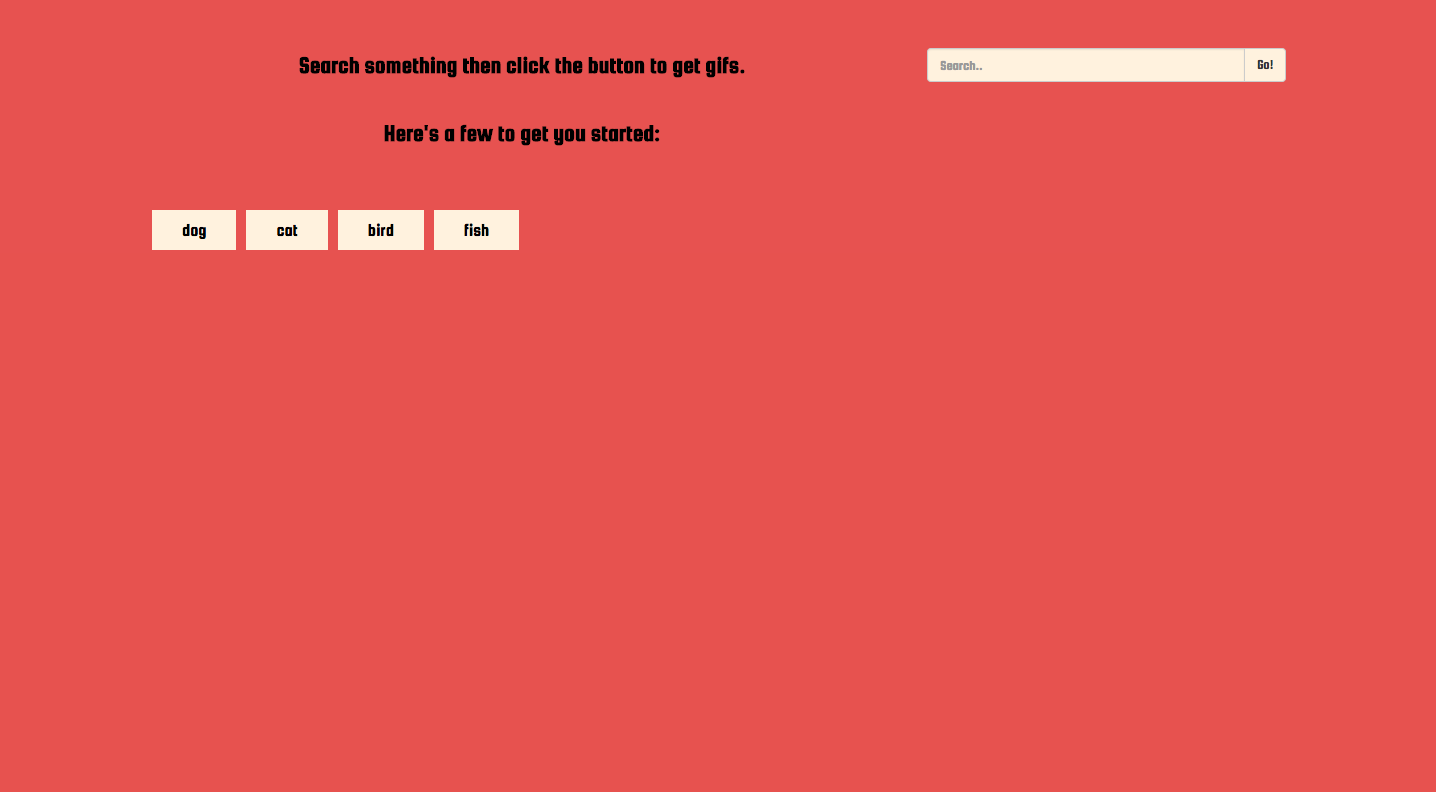 Search something then click the button to get gifs.
Search..
Go!
Here's a few to get you started:
dog
cat
bird
fish